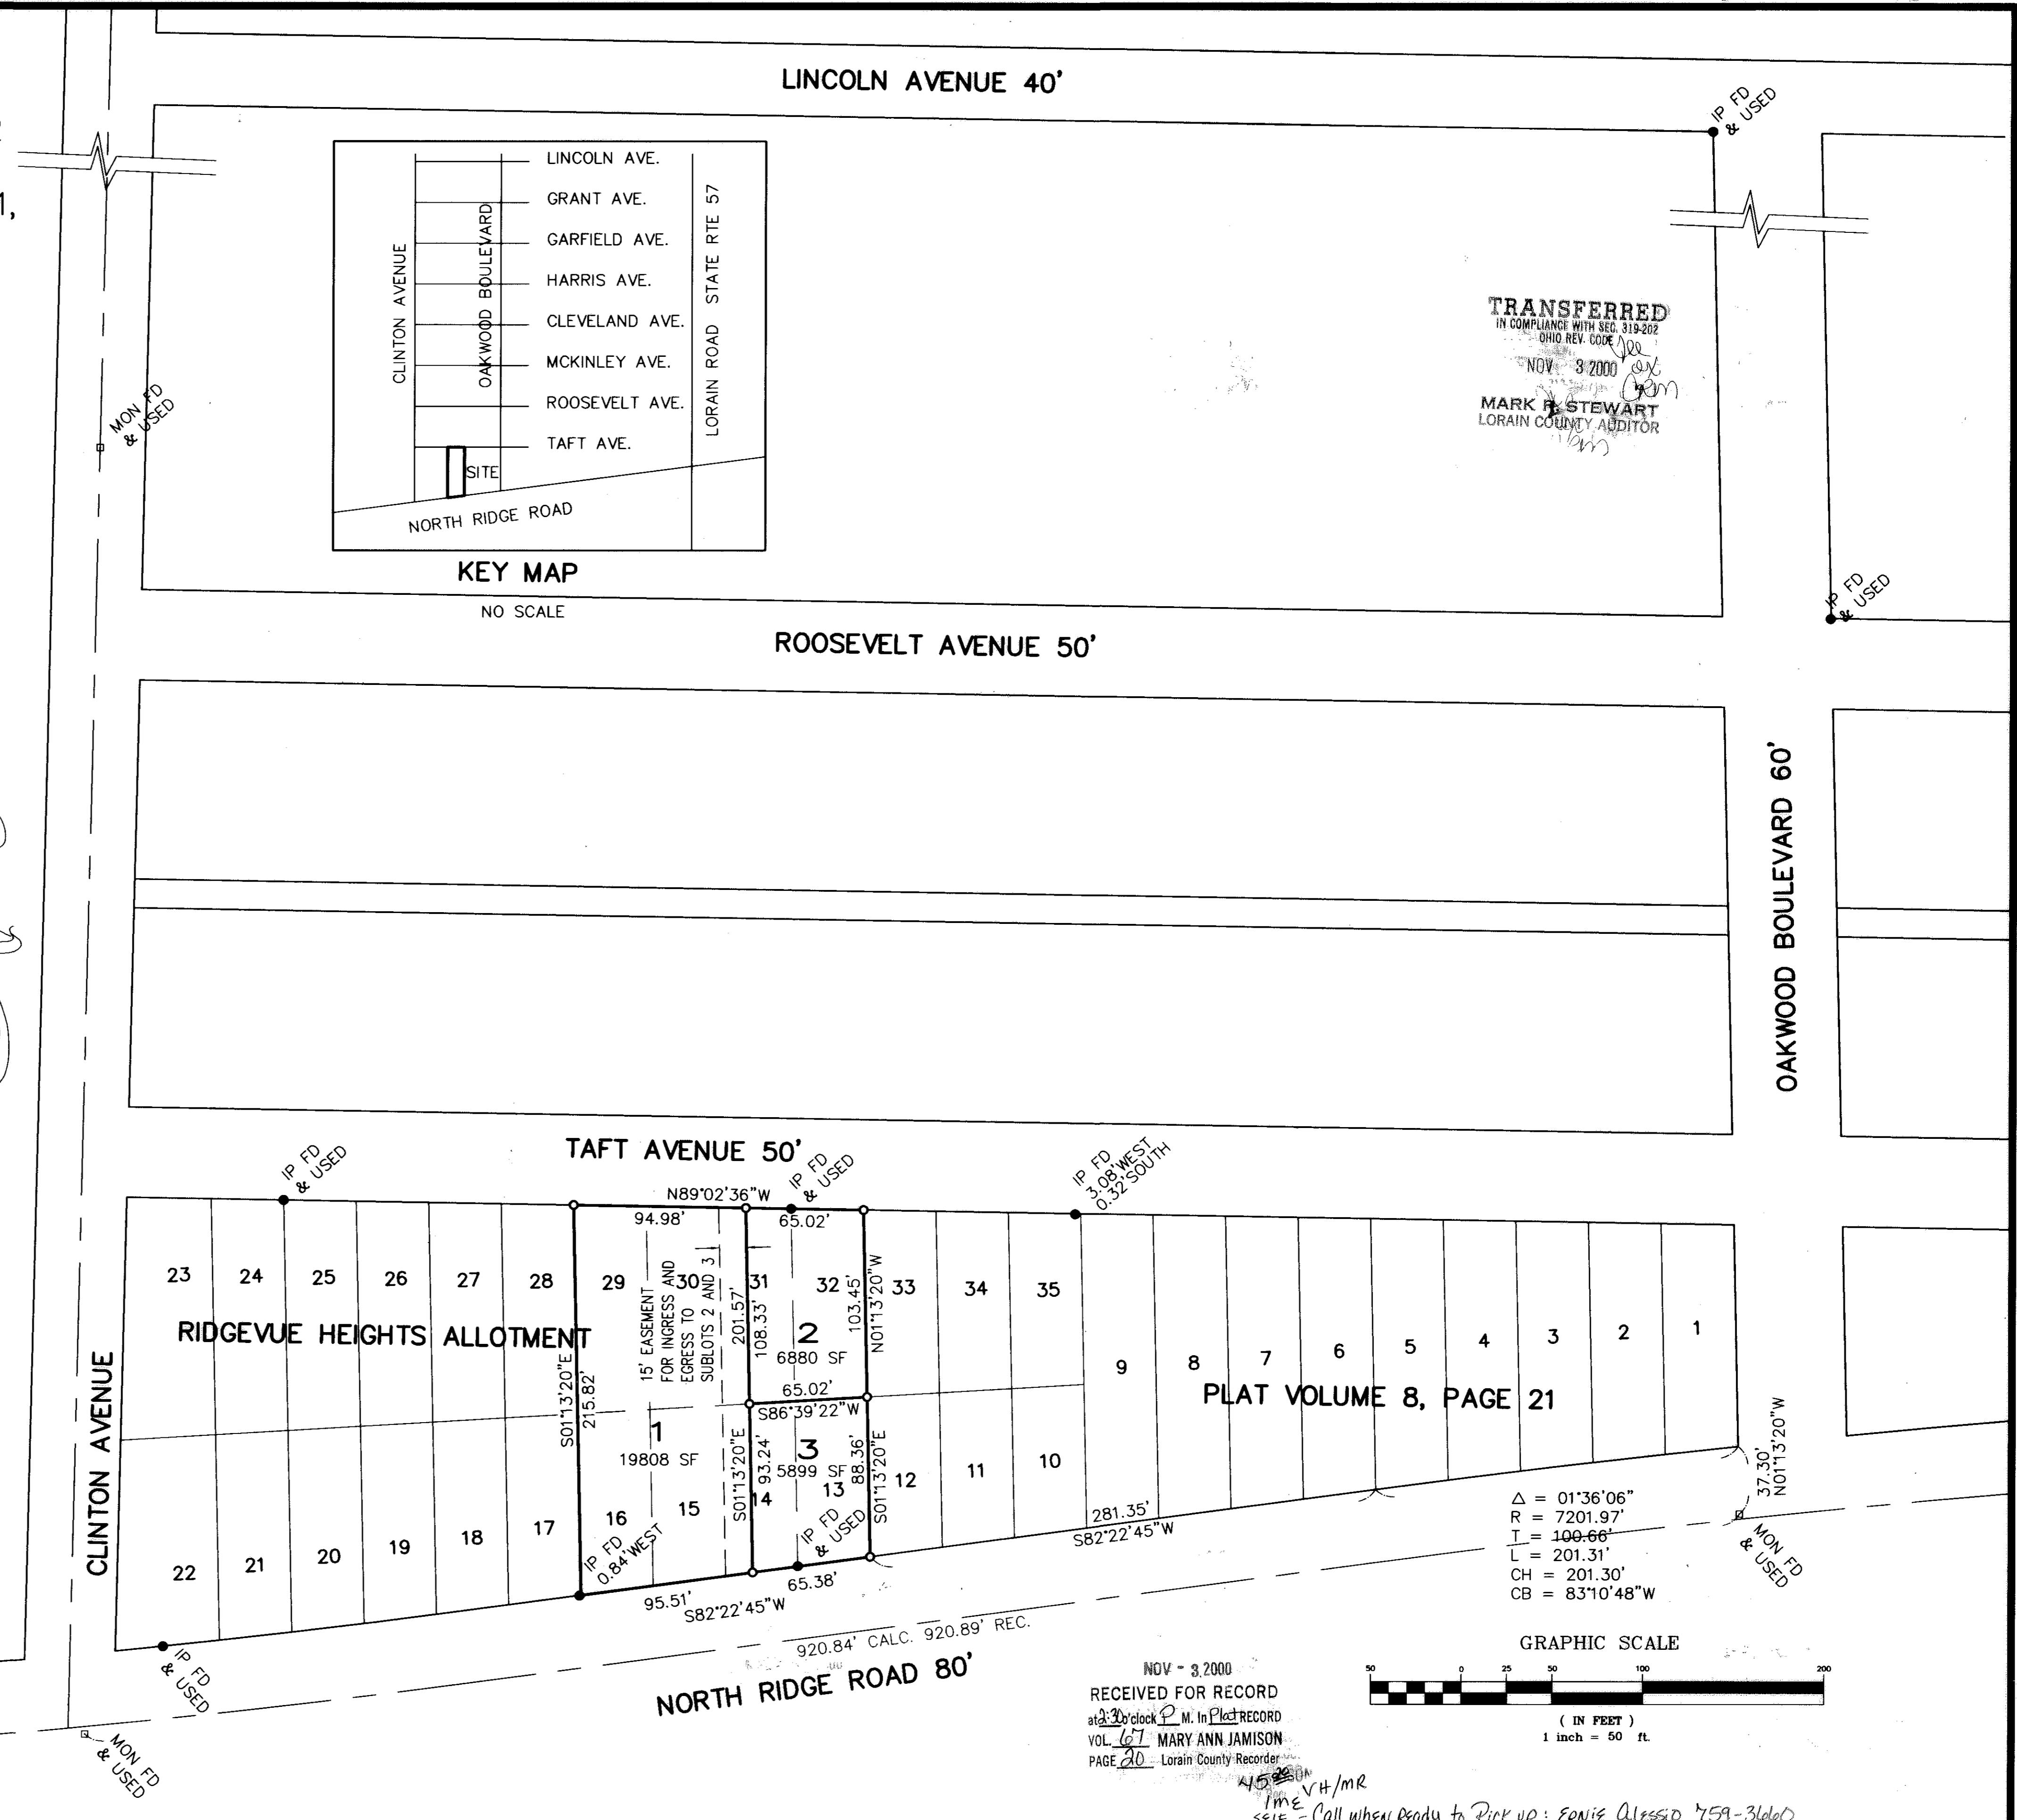 LINCOLN AVENUE 40'
IP FD
& USED
1,
LINCOLN AVE.
GRANT AVE.
GARFIELD AVE.
HARRIS AVE.
CLEVELAND AVE.
MCKINLEY AVE.
ROOSEVELT AVE.
TAFT AVE.
CLINTON AVENUE
OAKWOOD BOULEVARD
LORAIN ROAD STATE RTE 57
SITE
NORTH RIDGE ROAD
KEY MAP
NO SCALE
TRANSFERRED
IN COMPLIANCE WITH SEC. 319-202
OHIO REV. CODE
NOV 3 2000
MARK R. STEWART
LORAIN COUNTY AUDITOR
MON FD
& USED
IP FD
& USED
ROOSEVELT AVENUE 50'
OAKWOOD BOULEVARD 60'
TAFT AVENUE 50'
IP FD
& USED
IP FD
& USED
IP FD
3.08'WEST
0.32'SOUTH
N89°02'36"W
94.98'
65.02'
23
24
25
26
27
28
29
30
31
32
33
34
35
9
8
7
6
5
4
3
2
1
RIDGEVUE HEIGHTS ALLOTMENT
15' EASEMENT
FOR INGRESS AND
EGRESS TO
SUBLOTS 2 AND 3
201.57'
108.33'
103.45'
N01°13'20"W
2
6880 SF
65.02'
S86°39'22"W
S01°13'20"E
215.82'
PLAT VOLUME 8, PAGE 21
1
19808 SF
S01°13'20"E
93.24'
3
5899 SF
88.36'
S01°13'20"E
22
21
20
19
18
17
16
15
14
13
12
11
10
CLINTON AVENUE
IP FD
0.84'WEST
IP FD
& USED
281.35'
S82°22'45"W
37.30'
N01°13'20"W
MON FD
& USED
Δ = 01°36'06"
R = 7201.97'
T = 100.66'
L = 201.31'
CH = 201.30'
CB = 83°10'48"W
95.51'
S82°22'45"W
65.38'
920.84' CALC. 920.89' REC.
NORTH RIDGE ROAD 80'
IP FD
& USED
MON FD
& USED
NOV - 3 2000
RECEIVED FOR RECORD
at 2:30 o'clock P M. In Plat RECORD
VOL. 67 MARY ANN JAMISON
PAGE 20 Lorain County Recorder
GRAPHIC SCALE
50 0 25 50 100 200
( IN FEET )
1 inch = 50 ft.
VH/MR
Call when Ready to Pick up: Ernie Alessio 759-3660